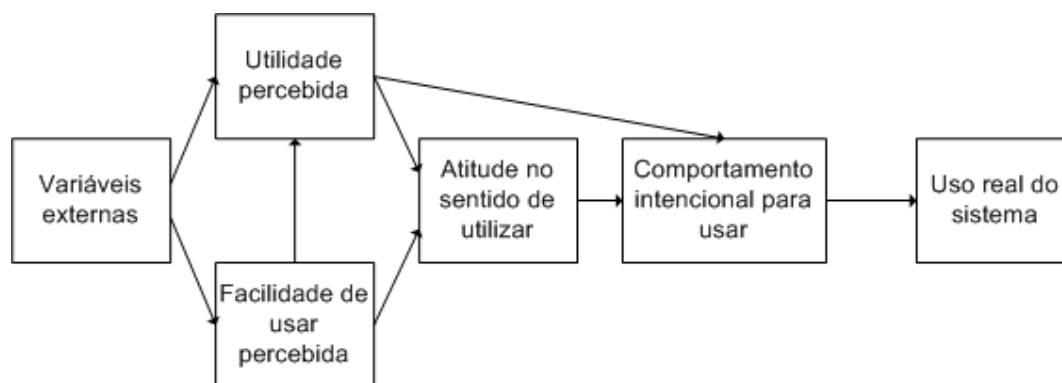 Utilidade
percebida
Variáveis
externas
Facilidade de
usar
percebida
Atitude no
sentido de
utilizar
Comportamento
intencional para
usar
Uso real do
sistema